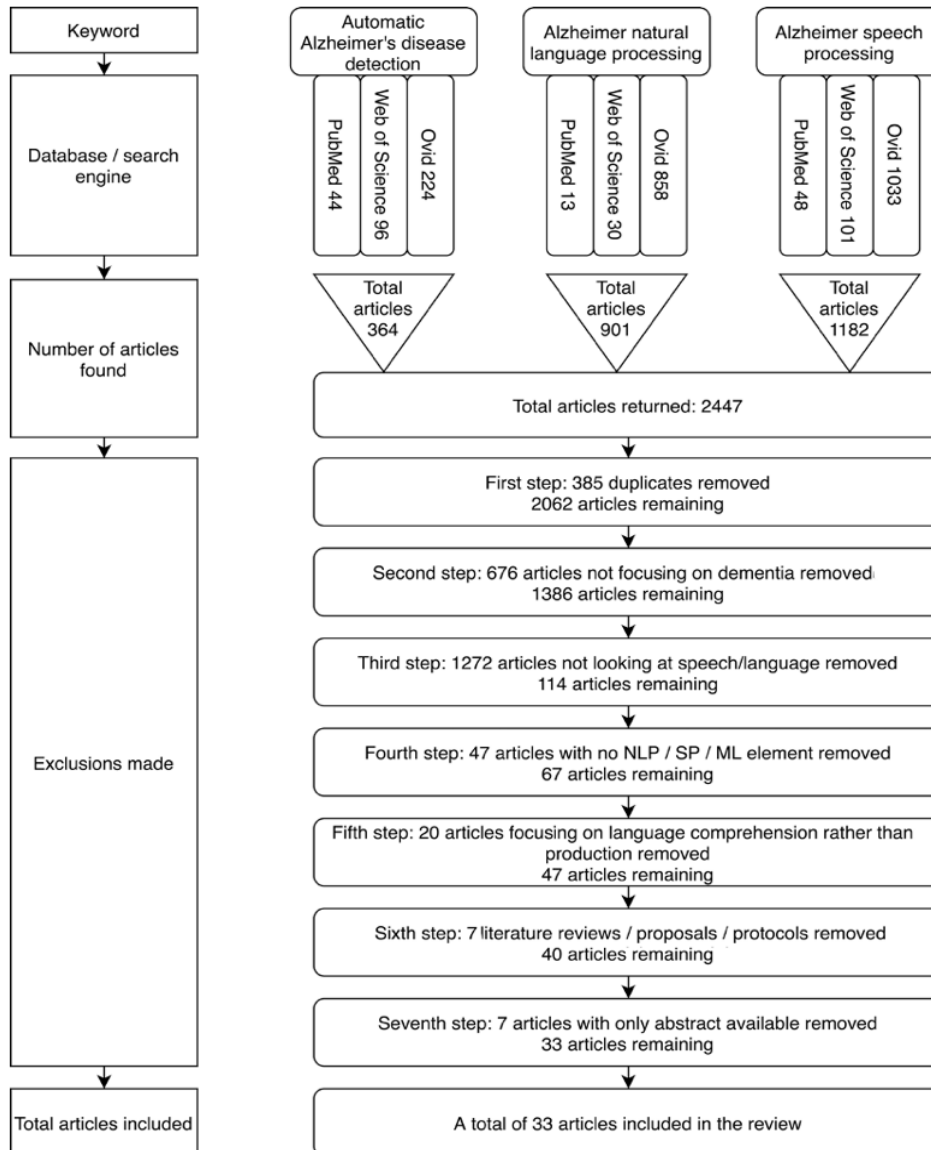 Keyword
Automatic
Alzheimer's disease
detection
Alzheimer natural
language processing
Alzheimer speech
processing
Database / search
engine
PubMed 44
Web of Science 96
Ovid 224
PubMed 13
Web of Science 30
Ovid 858
PubMed 48
Web of Science 101
Ovid 1033
Number of articles
found
Total
articles
364
Total
articles
901
Total
articles
1182
Total articles returned: 2447
Exclusions made
First step: 385 duplicates removed
2062 articles remaining
Second step: 676 articles not focusing on dementia removed
1386 articles remaining
Third step: 1272 articles not looking at speech/language removed
114 articles remaining
Fourth step: 47 articles with no NLP / SP / ML element removed
67 articles remaining
Fifth step: 20 articles focusing on language comprehension rather than
production removed
47 articles remaining
Sixth step: 7 literature reviews / proposals / protocols removed
40 articles remaining
Seventh step: 7 articles with only abstract available removed
33 articles remaining
Total articles included
A total of 33 articles included in the review